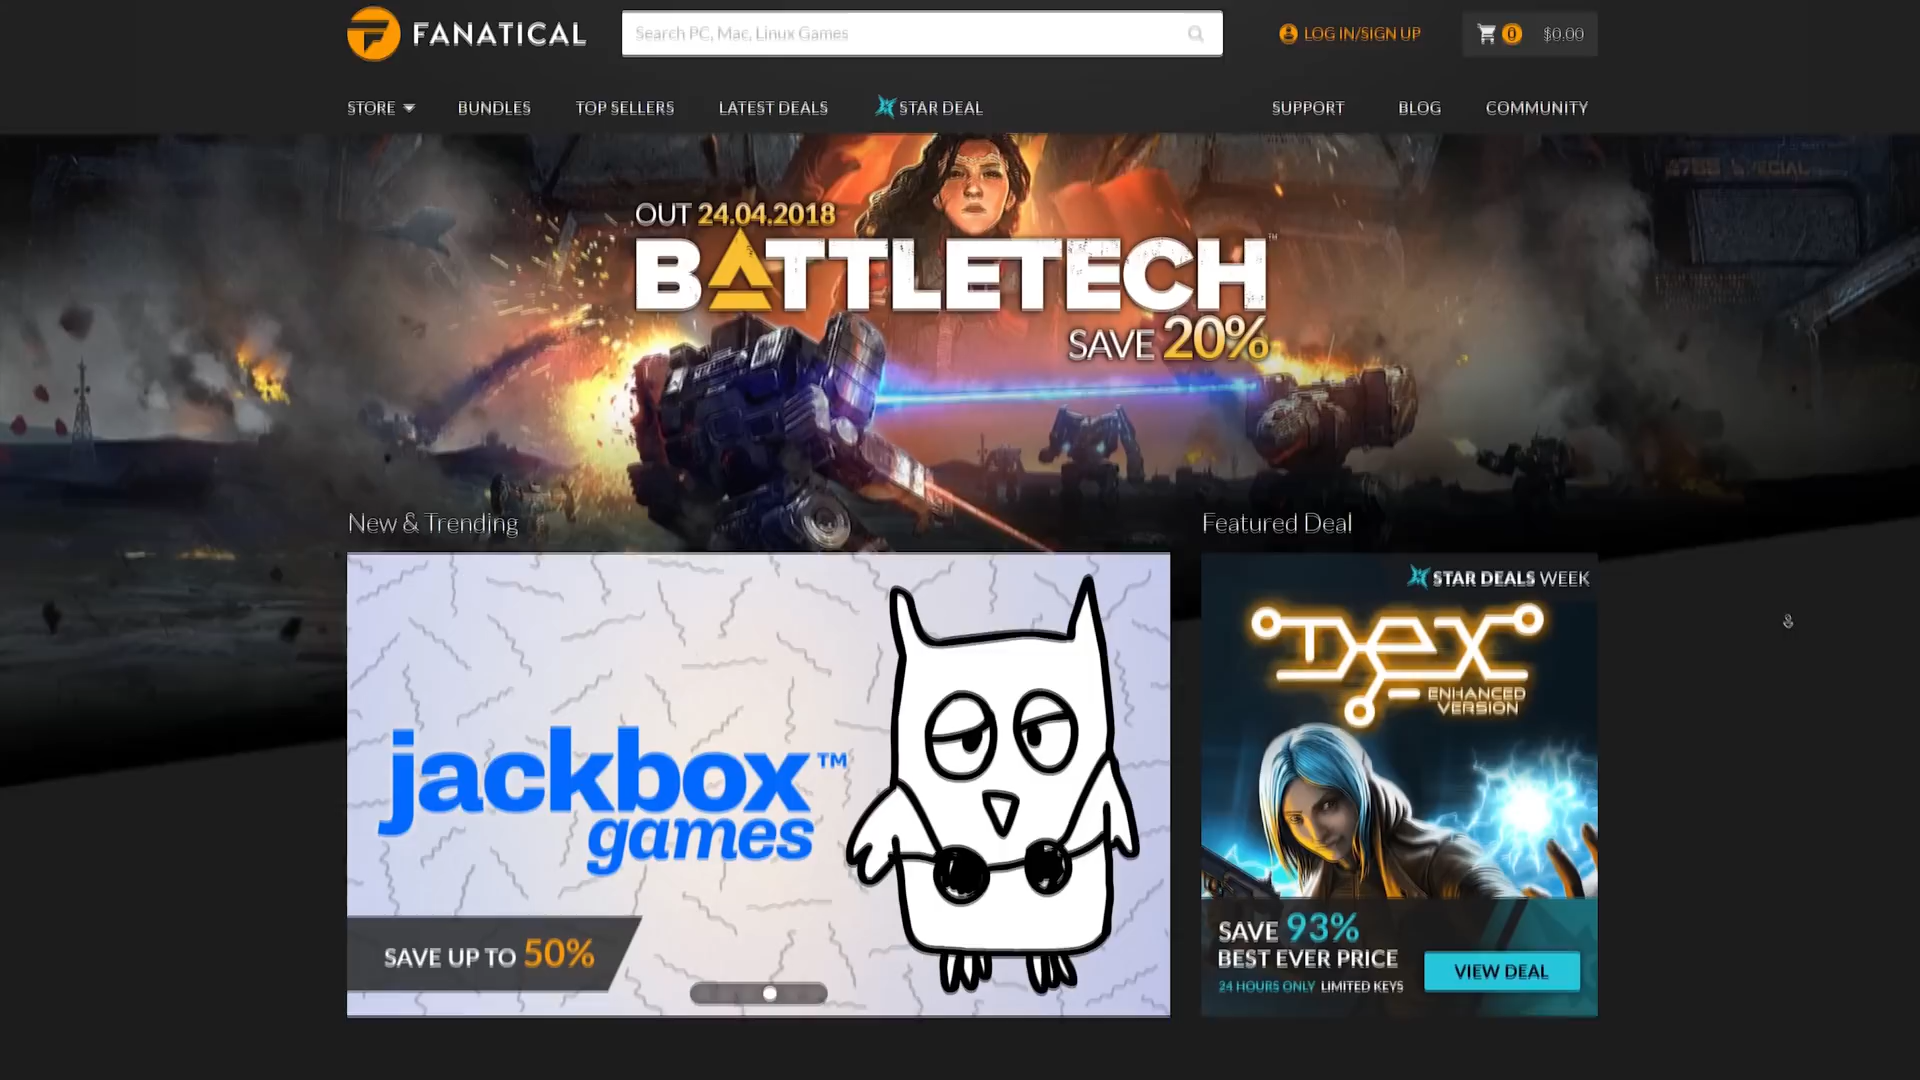 FANATICAL
Search PC, Mac, Linux Games
LOG IN/SIGN UP
0
$0.00
STORE
BUNDLES
TOP SELLERS
LATEST DEALS
STAR DEAL
SUPPORT
BLOG
COMMUNITY
OUT 24.04.2018
BATTLETECH™
SAVE 20%
New & Trending
jackbox™
games
SAVE UP TO 50%
Featured Deal
STAR DEALS WEEK
Dex
ENHANCED
VERSION
SAVE 93%
BEST EVER PRICE
24 HOURS ONLY LIMITED KEYS
VIEW DEAL